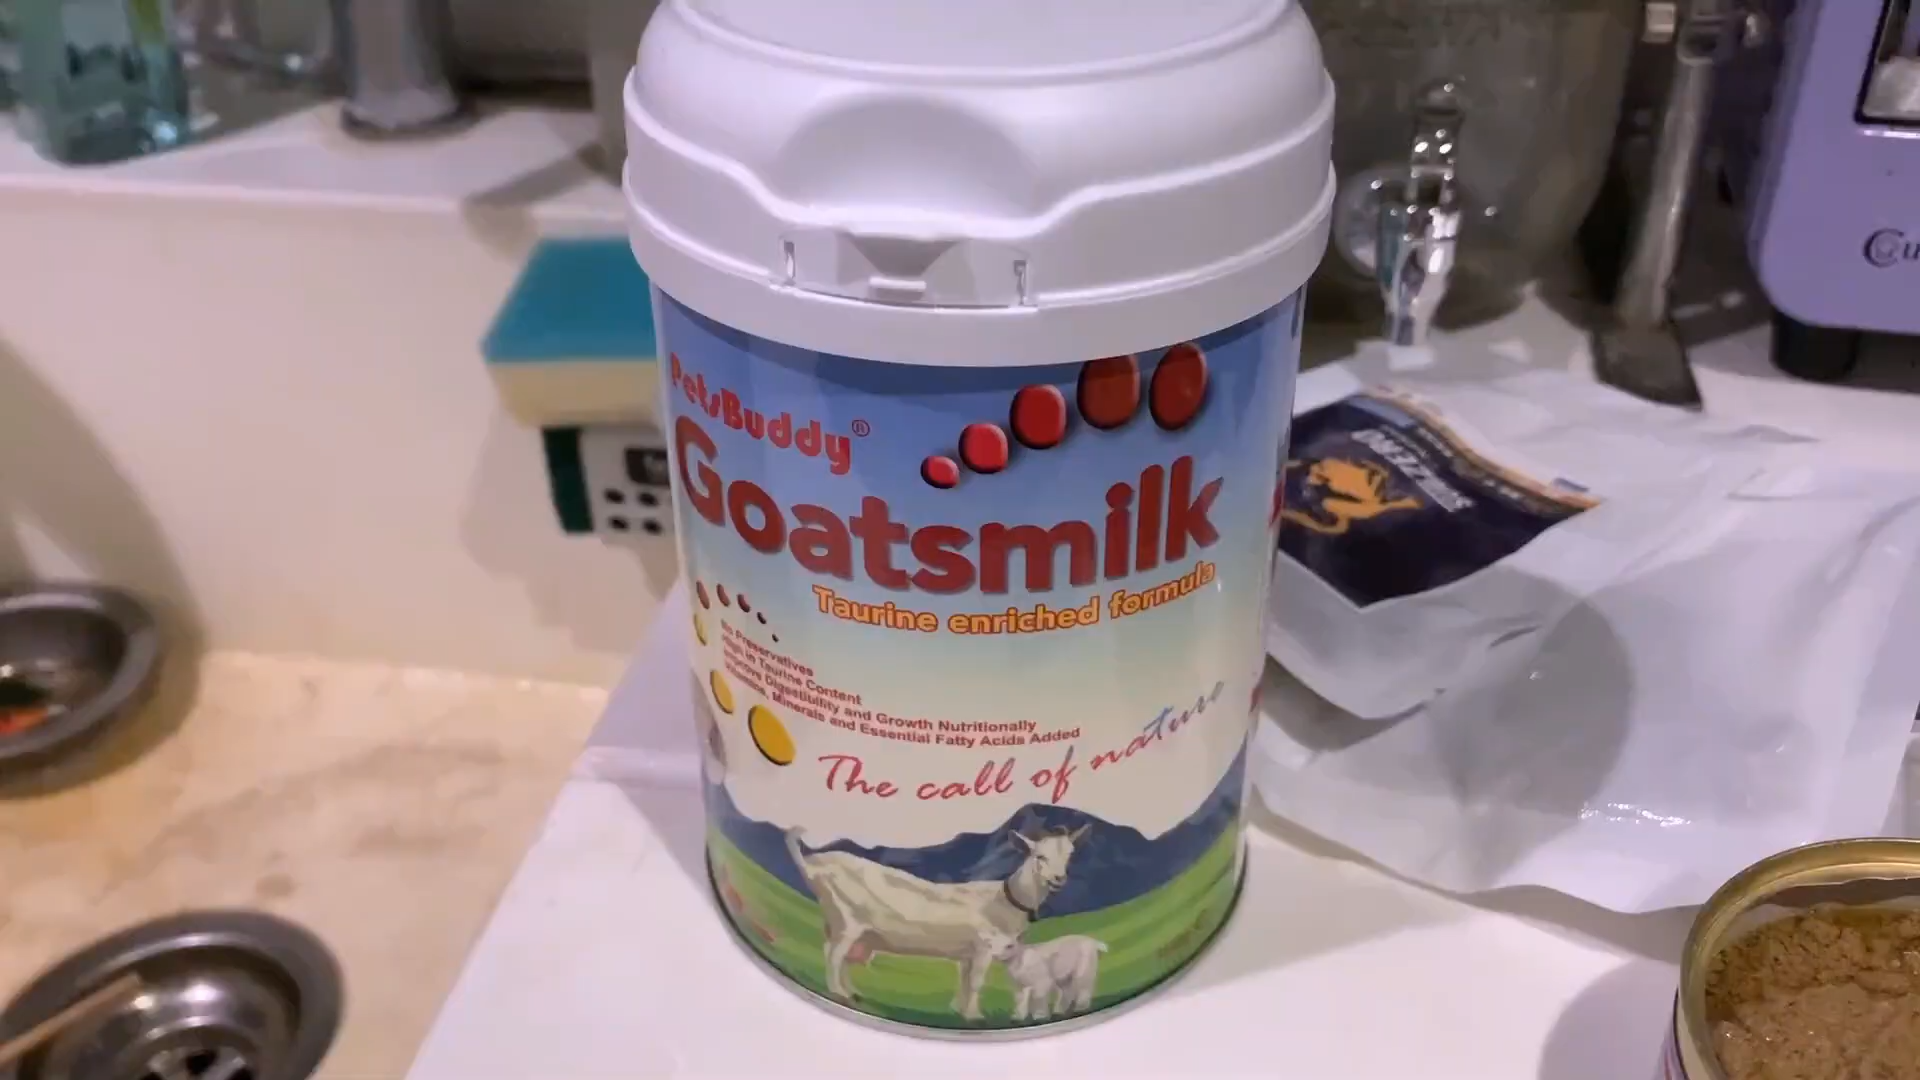 PetsBuddy®
Goatsmilk
Taurine enriched formula
No Preservatives
High in Taurine Content
Improve Digestibility and Growth Nutritionally
Vitamins, Minerals and Essential Fatty Acids Added
The call of nature